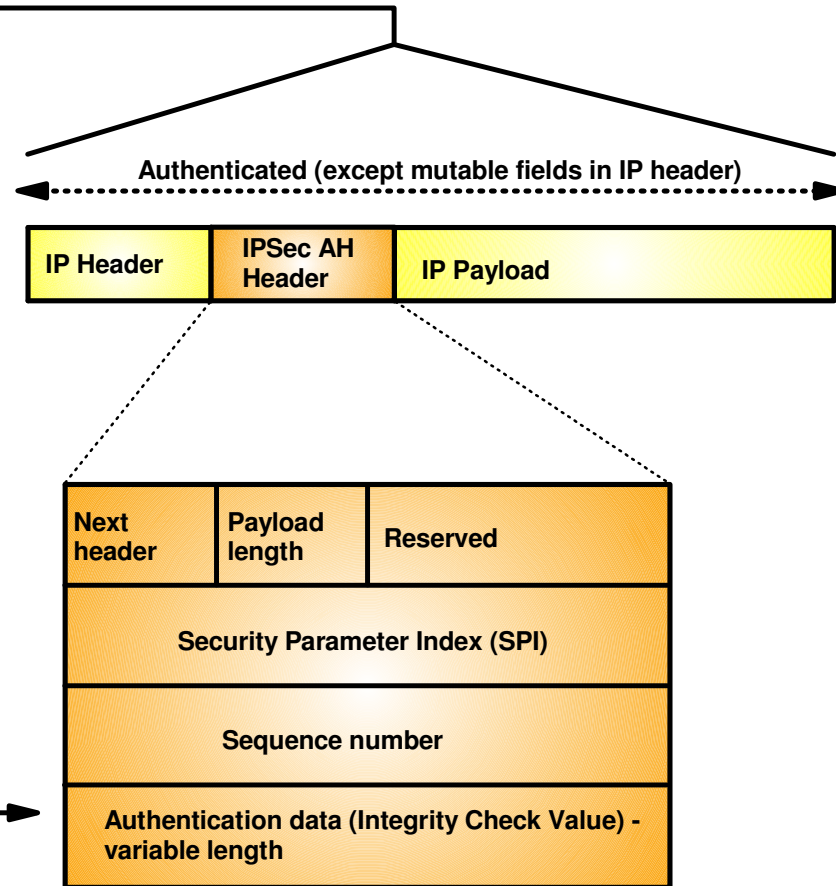 Authenticated (except mutable fields in IP header)
IP Header
IPSec AH
Header
IP Payload
Next
header
Payload
length
Reserved
Security Parameter Index (SPI)
Sequence number
Authentication data (Integrity Check Value) -
variable length